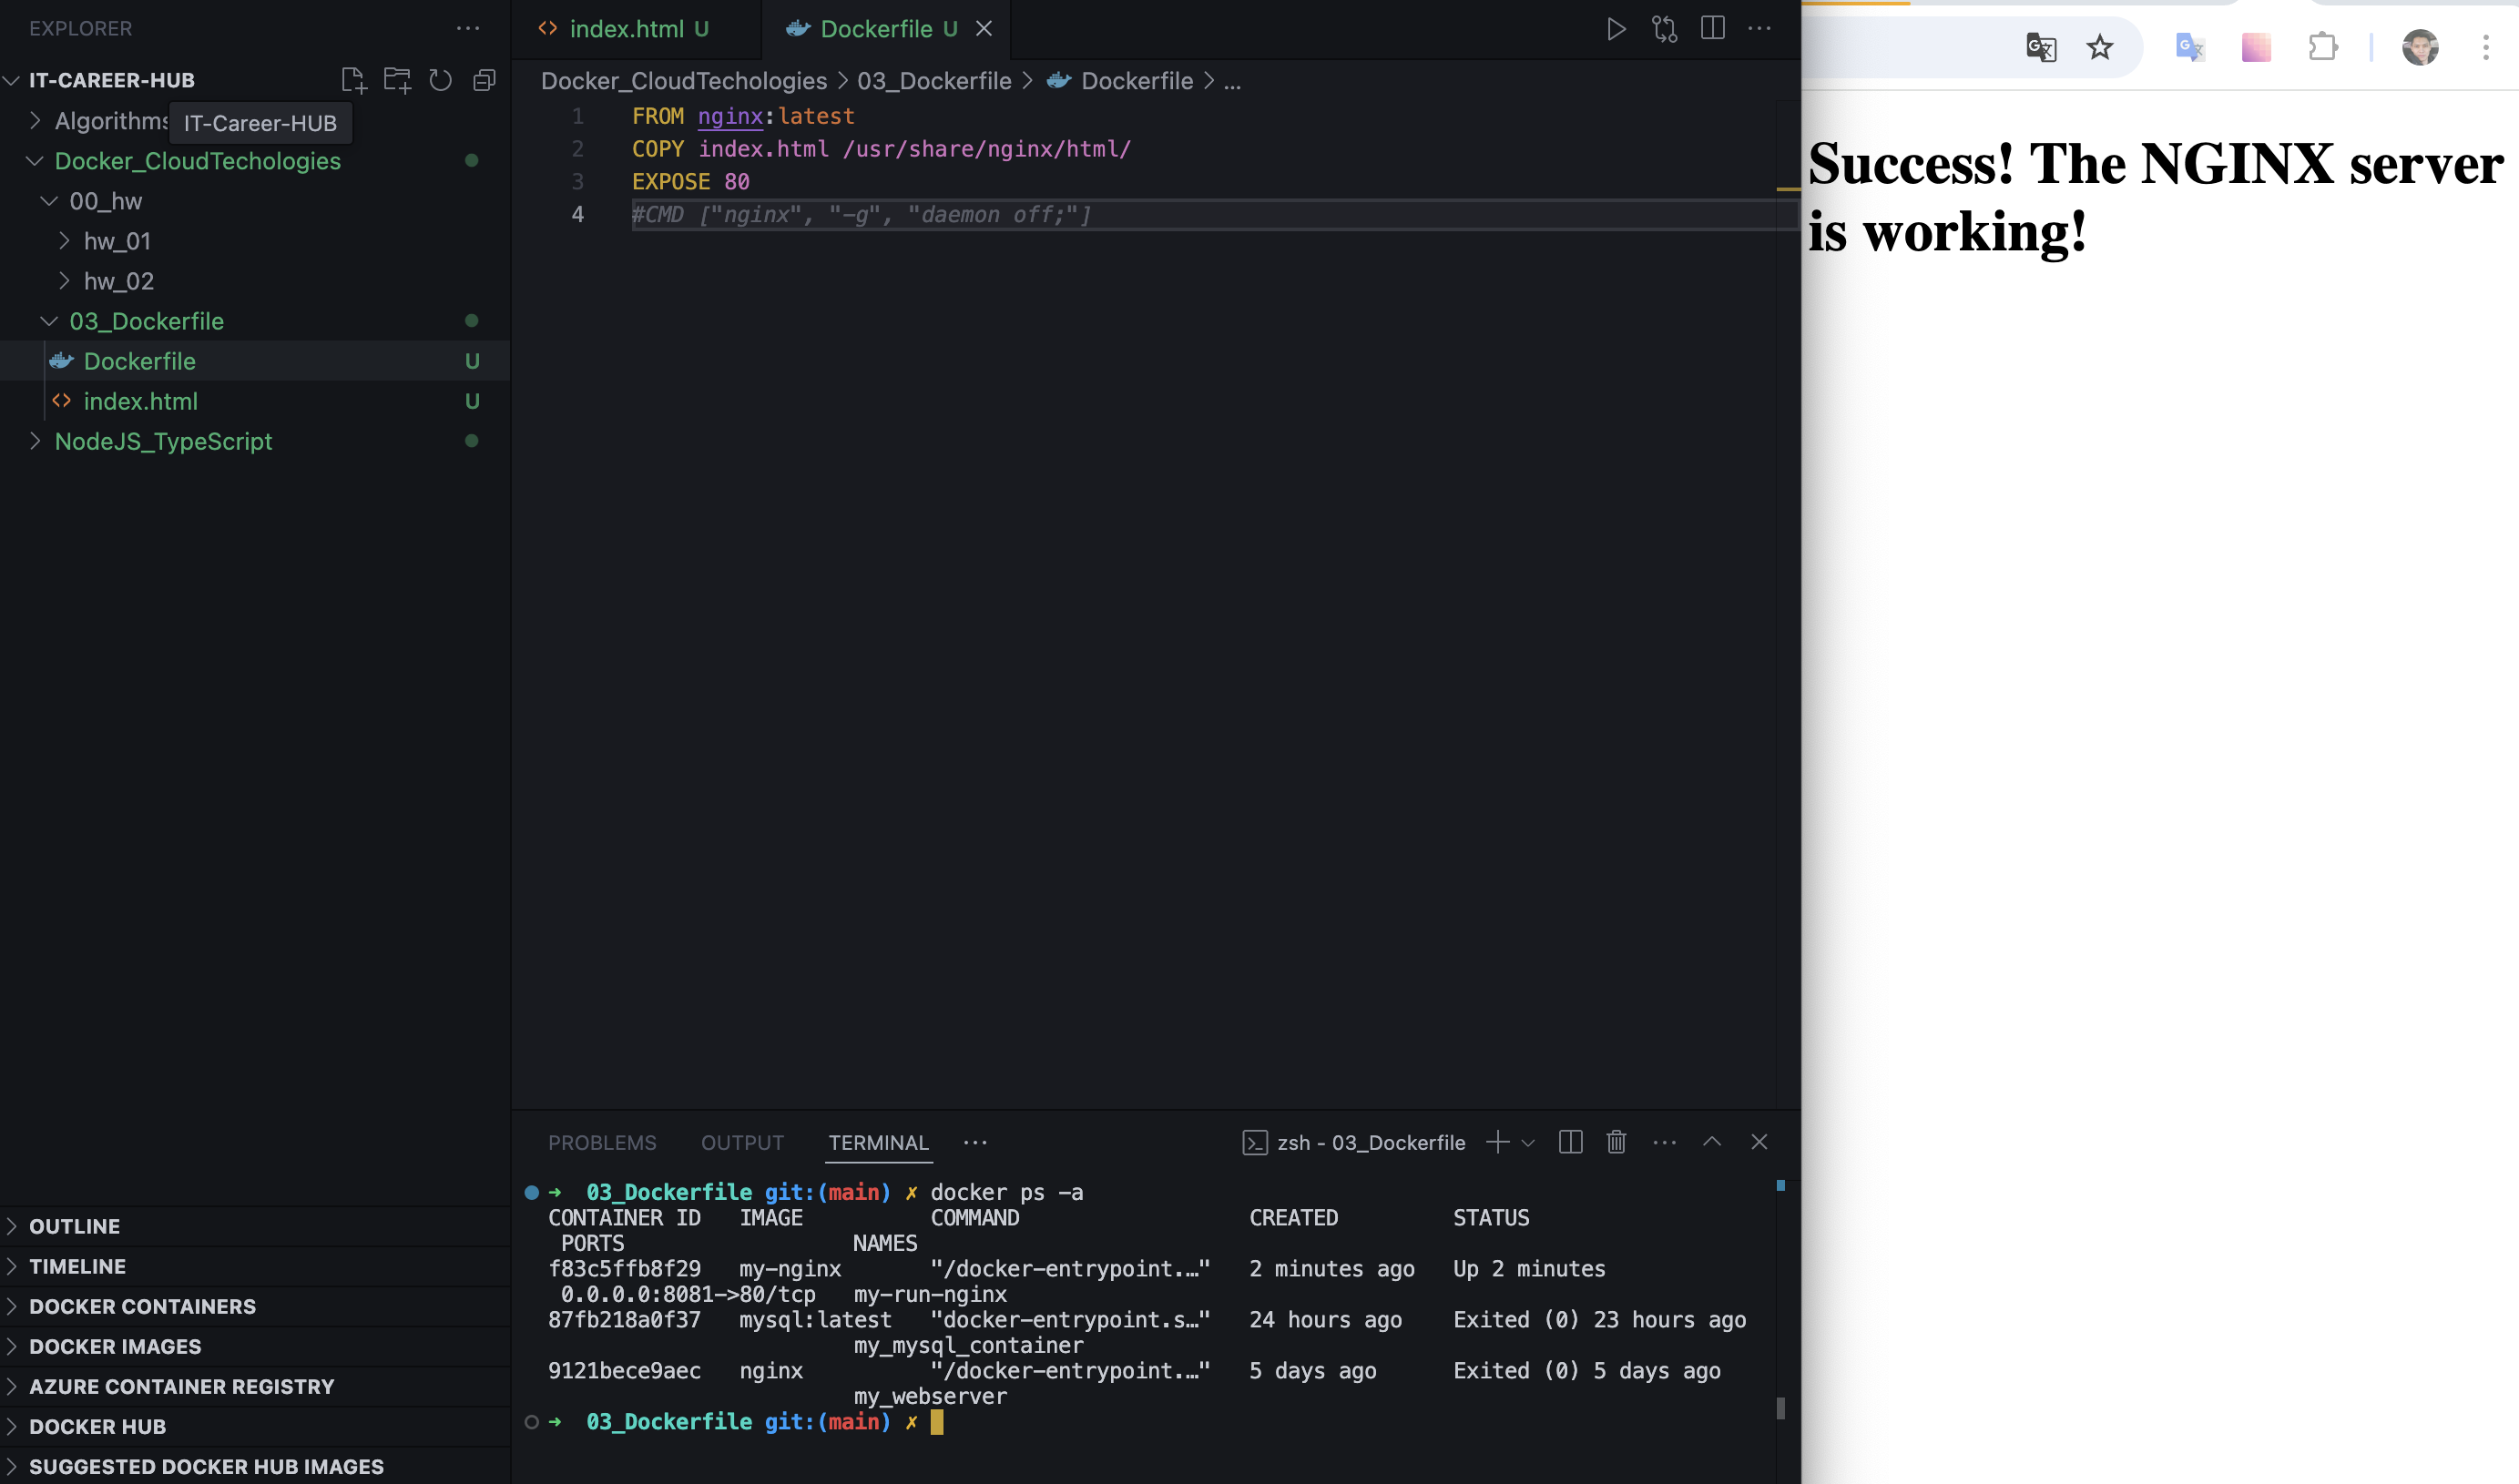 EXPLORER
IT-CAREER-HUB
Algorithms
IT-Career-HUB
Docker_CloudTechologies
00_hw
hw_01
hw_02
03_Dockerfile
Dockerfile U
index.html U
NodeJS_TypeScript
OUTLINE
TIMELINE
DOCKER CONTAINERS
DOCKER IMAGES
AZURE CONTAINER REGISTRY
DOCKER HUB
SUGGESTED DOCKER HUB IMAGES
index.html U Dockerfile U
Docker_CloudTechologies > 03_Dockerfile > Dockerfile > ...
1 FROM nginx:latest
2 COPY index.html /usr/share/nginx/html/
3 EXPOSE 80
4 #CMD ["nginx", "-g", "daemon off;"]
PROBLEMS OUTPUT TERMINAL zsh - 03_Dockerfile
➜ 03_Dockerfile git:(main) ✗ docker ps -a
CONTAINER ID IMAGE COMMAND CREATED STATUS
PORTS NAMES
f83c5ffb8f29 my-nginx "/docker-entrypoint.…" 2 minutes ago Up 2 minutes
0.0.0.0:8081->80/tcp my-run-nginx
87fb218a0f37 mysql:latest "docker-entrypoint.s…" 24 hours ago Exited (0) 23 hours ago
my_mysql_container
9121bece9aec nginx "/docker-entrypoint.…" 5 days ago Exited (0) 5 days ago
my_webserver
➜ 03_Dockerfile git:(main) ✗
Success! The NGINX server
is working!